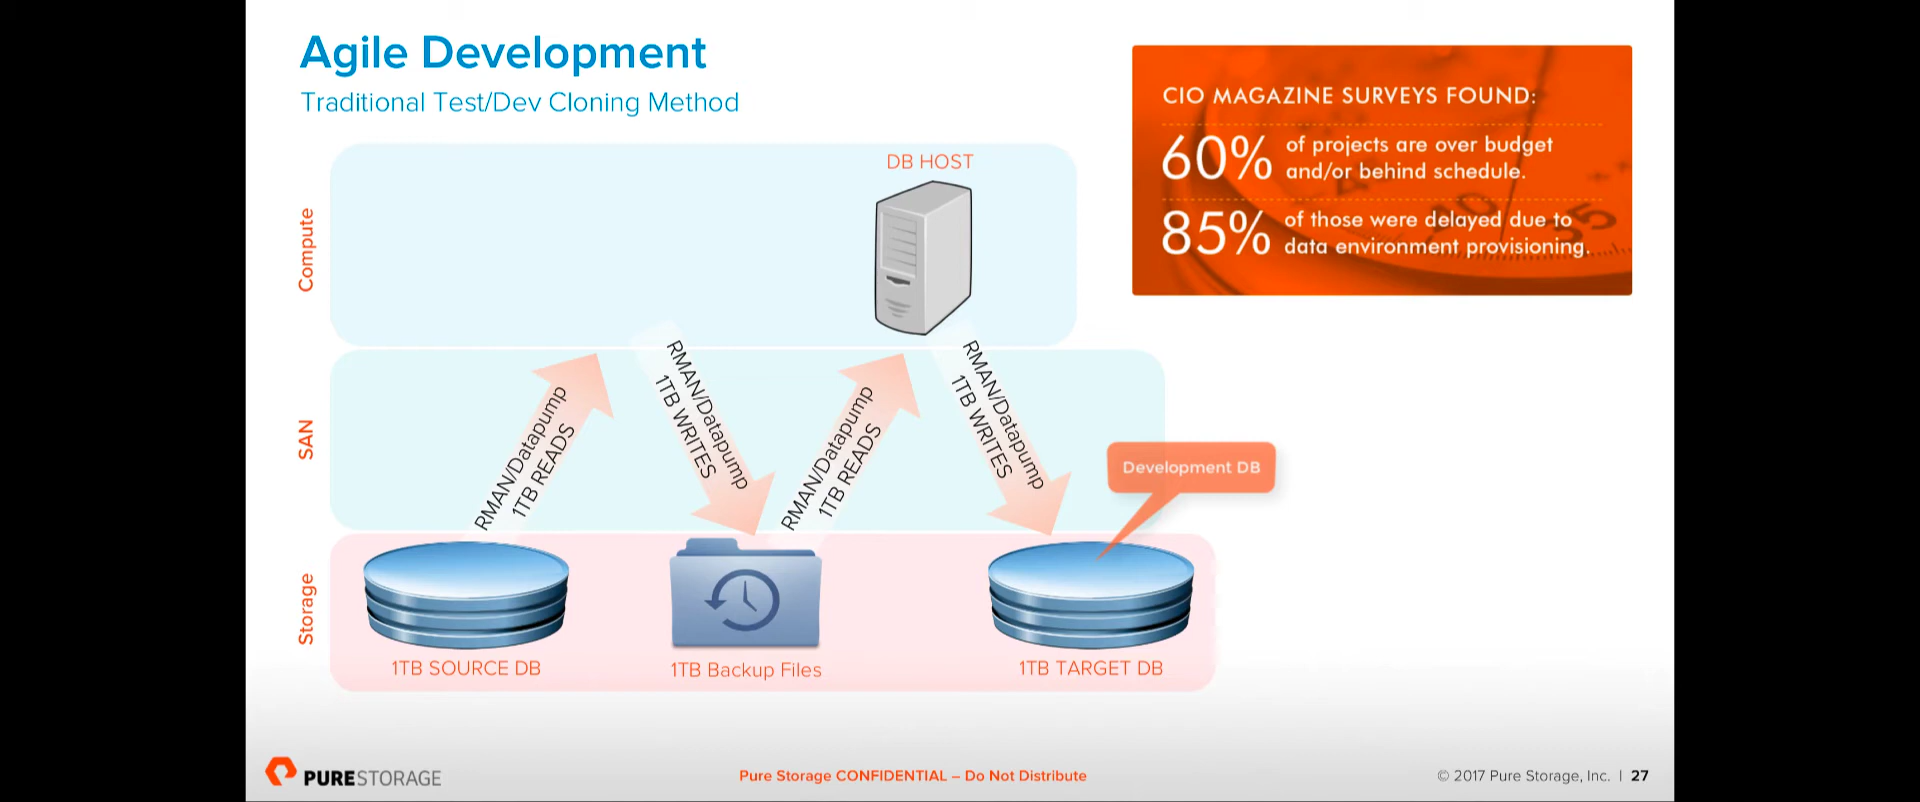 Agile Development
Traditional Test/Dev Cloning Method
CIO MAGAZINE SURVEYS FOUND:
60% of projects are over budget
and/or behind schedule.
85% of those were delayed due to
data environment provisioning.
Compute
DB HOST
SAN
RMAN/Datapump
1TB READS
RMAN/Datapump
1TB WRITES
RMAN/Datapump
1TB READS
RMAN/Datapump
1TB WRITES
Development DB
Storage
1TB SOURCE DB
1TB Backup Files
1TB TARGET DB
PURESTORAGE
Pure Storage CONFIDENTIAL – Do Not Distribute
© 2017 Pure Storage, Inc. | 27